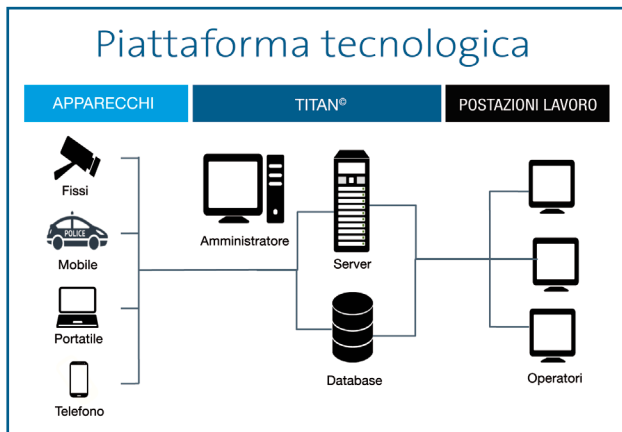 Piattaforma tecnologica
APPARECCHI
TITAN©
POSTAZIONI LAVORO
Fissi
POLICE
Mobile
Portatile
Telefono
Amministratore
Server
Database
Operatori